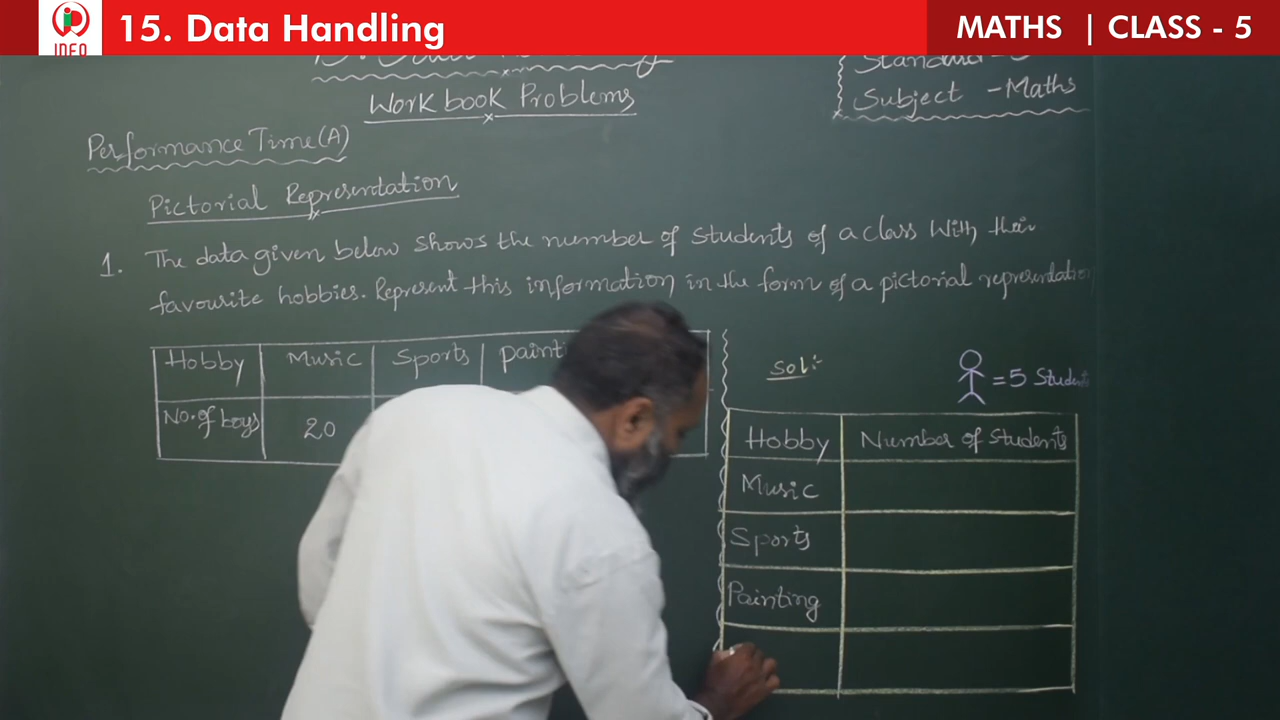 INFO
15. Data Handling
MATHS | CLASS - 5
Subject - Maths
Workbook Problems
Performance Time(A)
Pictorial Representation
1. The data given below shows the number of students of a class with their
favourite hobbies. Represent this information in the form of a pictorial representation
Hobby Music Sports
No. of boys 20
Sol:-
= 5 Students
Hobby Number of Students
Music
Sports
Painting